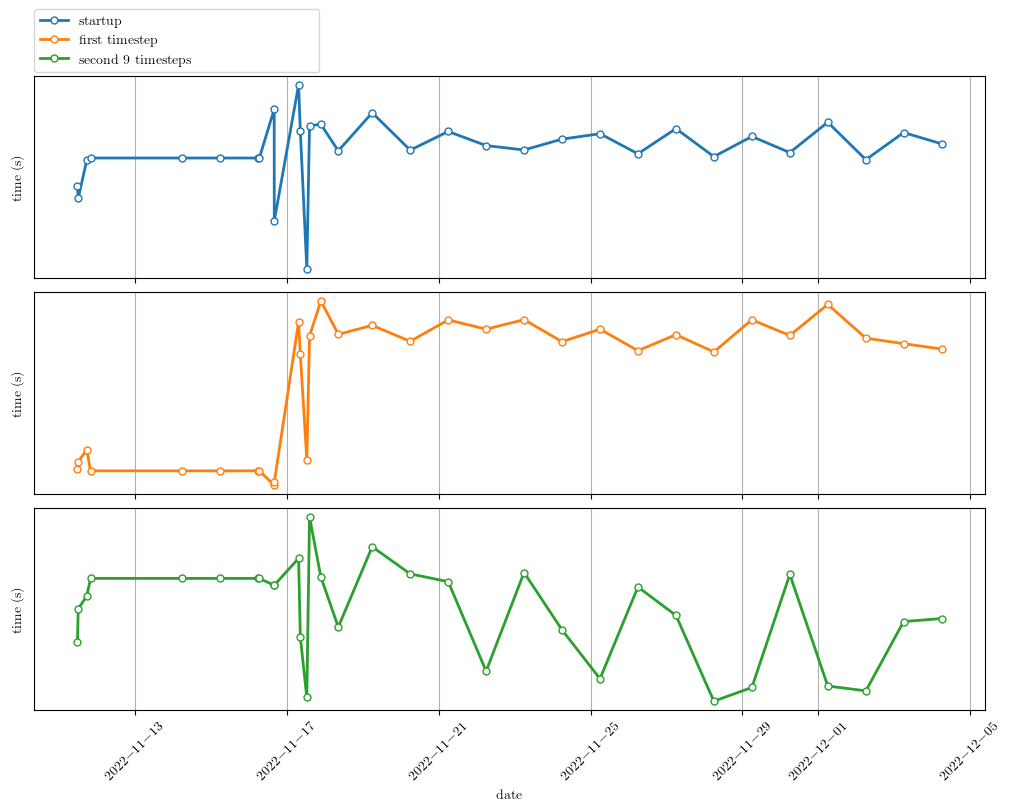 startup
first timestep
second 9 timesteps
time (s)
time (s)
time (s)
2022−11−13
2022−11−17
2022−11−21
2022−11−25
2022−11−29
2022−12−01
2022−12−05
date